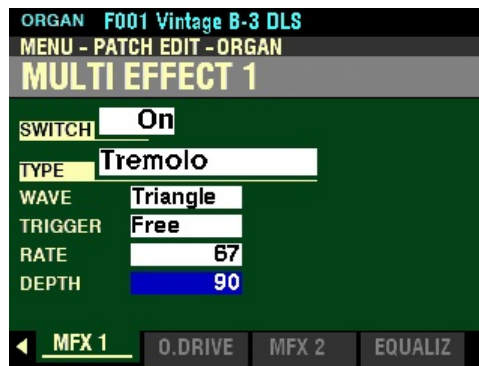 ORGAN F001 Vintage B-3 DLS
MENU - PATCH EDIT - ORGAN
MULTI EFFECT 1
SWITCH On
TYPE Tremolo
WAVE Triangle
TRIGGER Free
RATE 67
DEPTH 90
MFX 1 O.DRIVE MFX 2 EQUALIZ